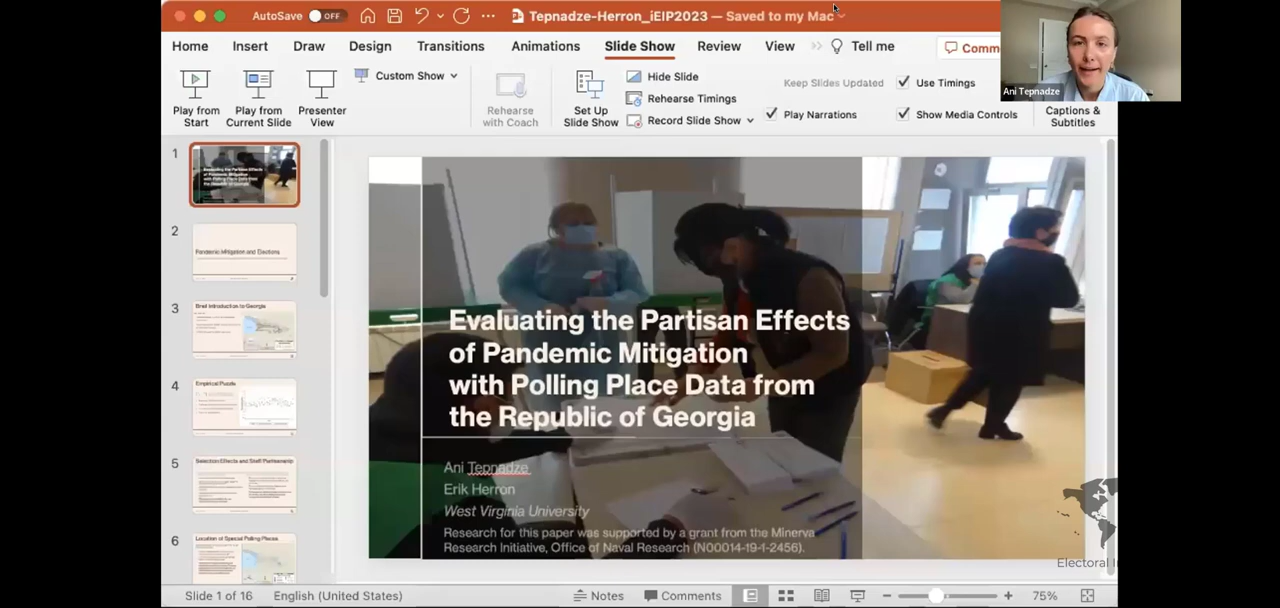 AutoSave OFF
Tepnadze-Herron_iEIP2023 — Saved to my Mac
Home Insert Draw Design Transitions Animations Slide Show Review View Tell me
Comm
Play from Start
Play from Current Slide
Presenter View
Custom Show
Rehearse with Coach
Set Up Slide Show
Hide Slide
Rehearse Timings
Record Slide Show
Keep Slides Updated
Play Narrations
Use Timings
Show Media Controls
Captions & Subtitles
Ani Tepnadze
1
2
Pandemic Mitigation and Elections
3
Brief Introduction to Georgia
4
Empirical Puzzle
5
Selection Effects and Staff Partisanship
6
Location of Special Polling Places
Evaluating the Partisan Effects
of Pandemic Mitigation
with Polling Place Data from
the Republic of Georgia
Ani Tepnadze
Erik Herron
West Virginia University
Research for this paper was supported by a grant from the Minerva
Research Initiative, Office of Naval Research (N00014-19-1-2456).
Electoral In
Slide 1 of 16 English (United States) Notes Comments 75%